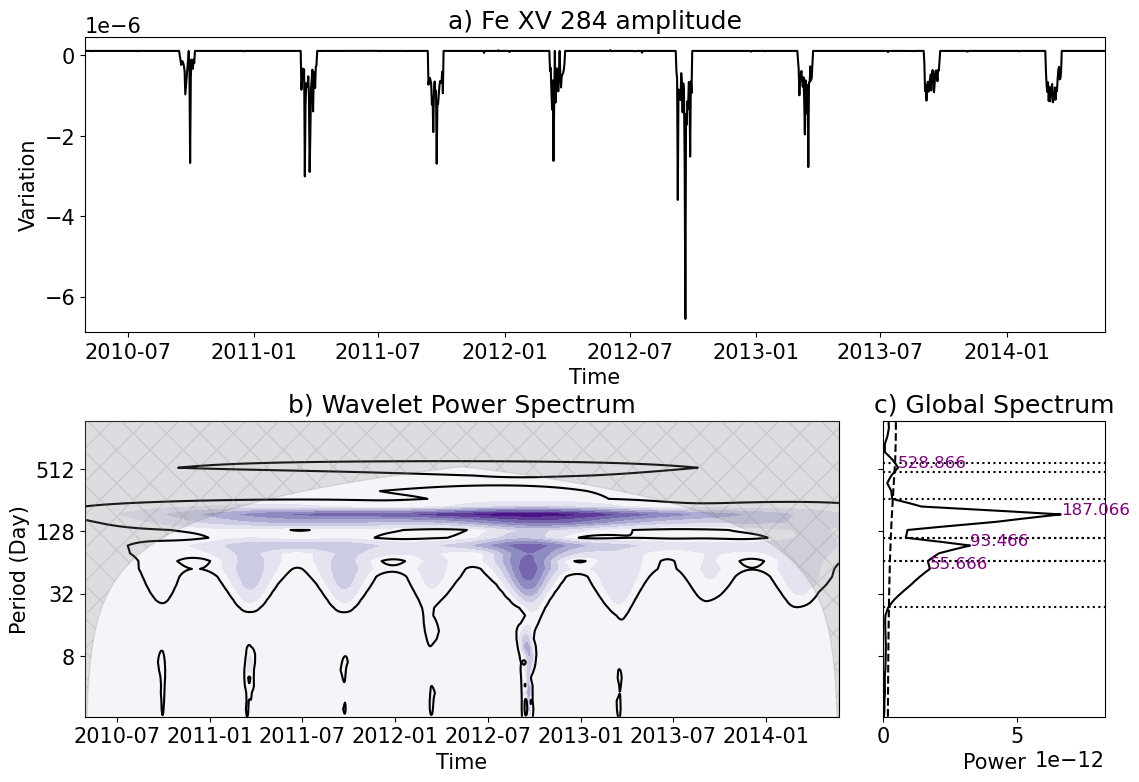 a) Fe XV 284 amplitude
1e−6
0
−2
−4
−6
Variation
2010-07 2011-01 2011-07 2012-01 2012-07 2013-01 2013-07 2014-01
Time
b) Wavelet Power Spectrum
512
128
32
8
Period (Day)
2010-07 2011-01 2011-07 2012-01 2012-07 2013-01 2013-07 2014-01
Time
c) Global Spectrum
528.866
187.066
93.466
55.666
0 5
Power 1e−12